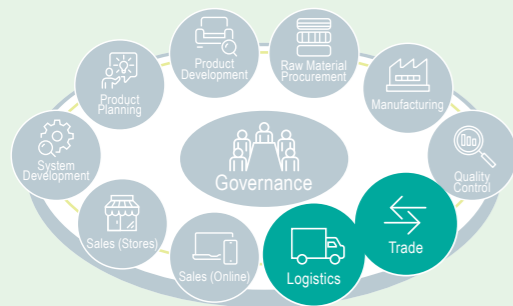 Product
Development
Raw Material
Procurement
Product
Planning
Manufacturing
System
Development
Governance
Quality
Control
Sales (Stores)
Sales (Online)
Logistics
Trade